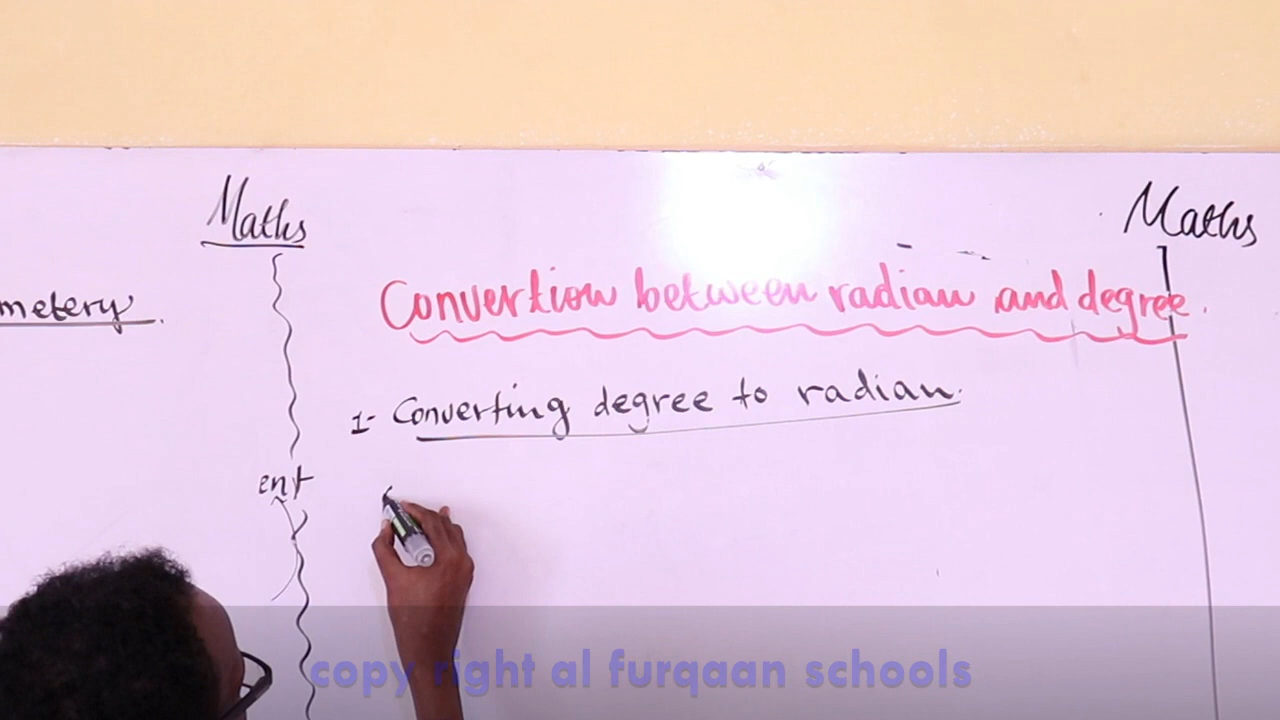 Maths
Maths
metery.
Convertion between radian and degree.
1- Converting degree to radian.
ent
copy right al furqaan schools